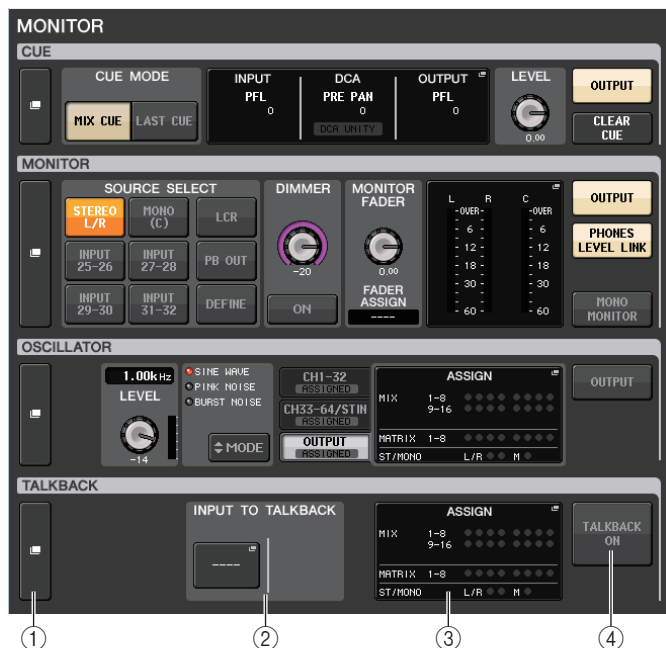 MONITOR
CUE
CUE MODE
MIX CUE
LAST CUE
INPUT
PFL
0
DCA
PRE PAN
0
DCA UNITY
OUTPUT
PFL
0
LEVEL
0.00
OUTPUT
CLEAR
CUE
MONITOR
SOURCE SELECT
STEREO
L/R
MONO
(C)
LCR
INPUT
25-26
INPUT
27-28
PB OUT
INPUT
29-30
INPUT
31-32
DEFINE
DIMMER
-20
ON
MONITOR
FADER
0.00
FADER
ASSIGN
----
L R C
-OVER- -OVER
- 6 - - 6
- 12 - - 12
- 18 - - 18
- 30 - - 30
- 60 - - 60
OUTPUT
PHONES
LEVEL LINK
MONO
MONITOR
OSCILLATOR
1.00kHz
LEVEL
-14
SINE WAVE
PINK NOISE
BURST NOISE
MODE
CH1-32
ASSIGNED
CH33-64/STIN
ASSIGNED
OUTPUT
ASSIGNED
ASSIGN
MIX 1-8
9-16
MATRIX 1-8
ST/MONO L/R M
OUTPUT
TALKBACK
INPUT TO TALKBACK
----
ASSIGN
MIX 1-8
9-16
MATRIX 1-8
ST/MONO L/R M
TALKBACK
ON
① ② ③ ④